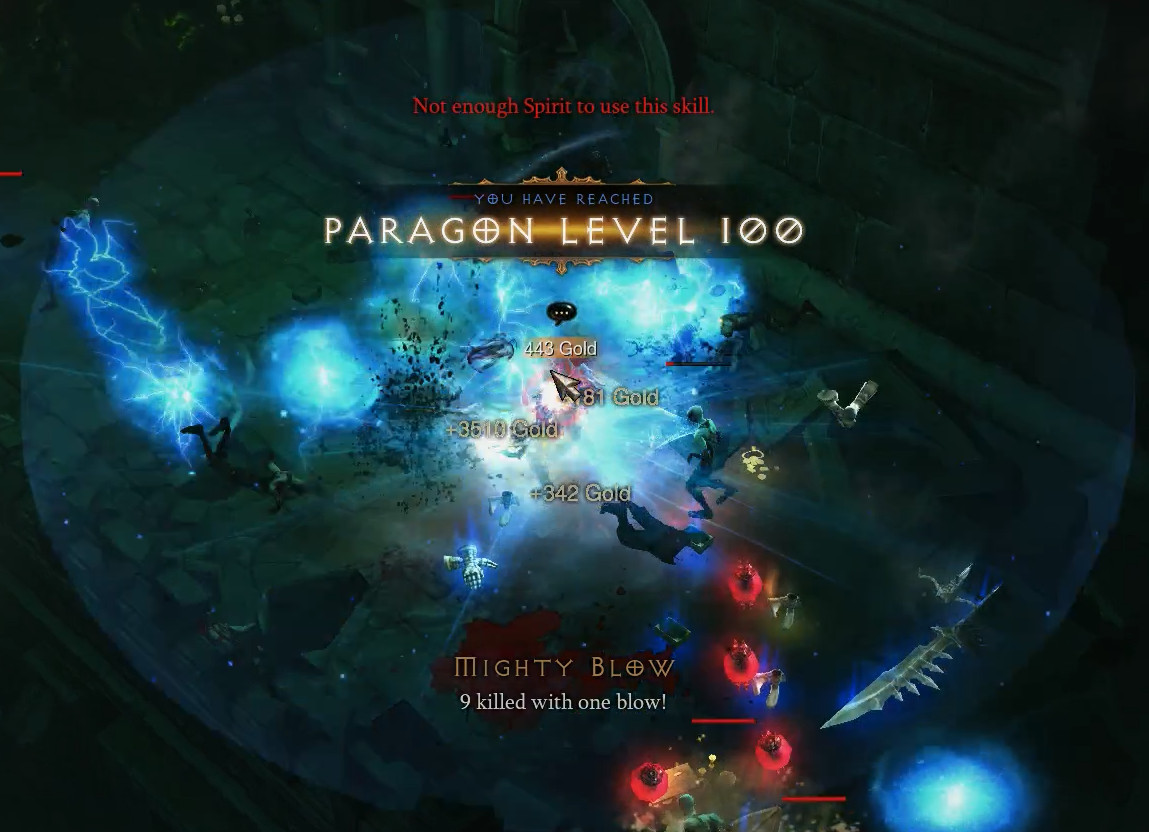 Not enough Spirit to use this skill.
YOU HAVE REACHED
PARAGON LEVEL 100
443 Gold
81 Gold
+3510 Gold
+342 Gold
MIGHTY BLOW
9 killed with one blow!